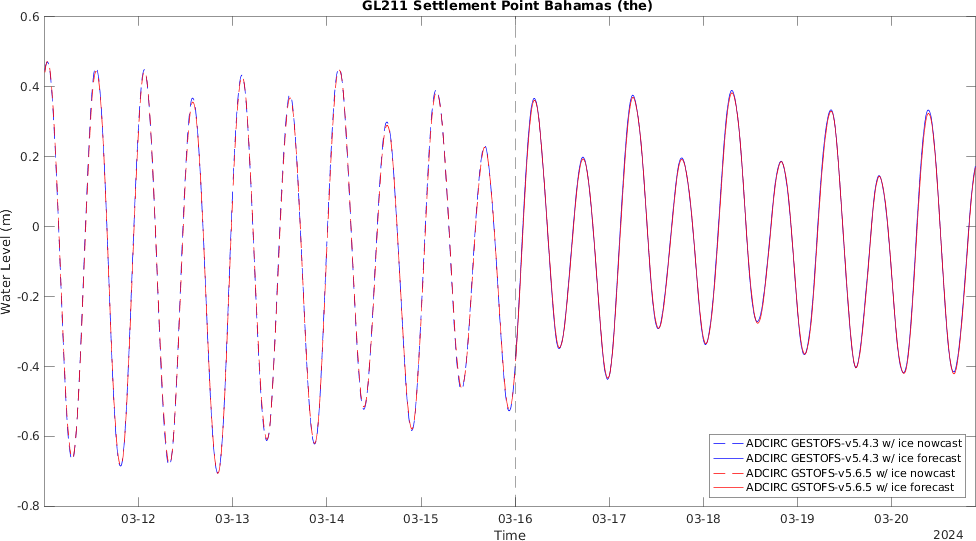 GL211 Settlement Point Bahamas (the)
0.6
0.4
0.2
0
-0.2
-0.4
-0.6
-0.8
Water Level (m)
ADCIRC GESTOFS-v5.4.3 w/ ice nowcast
ADCIRC GESTOFS-v5.4.3 w/ ice forecast
ADCIRC GSTOFS-v5.6.5 w/ ice nowcast
ADCIRC GSTOFS-v5.6.5 w/ ice forecast
03-12 03-13 03-14 03-15 03-16 03-17 03-18 03-19 03-20
Time
2024